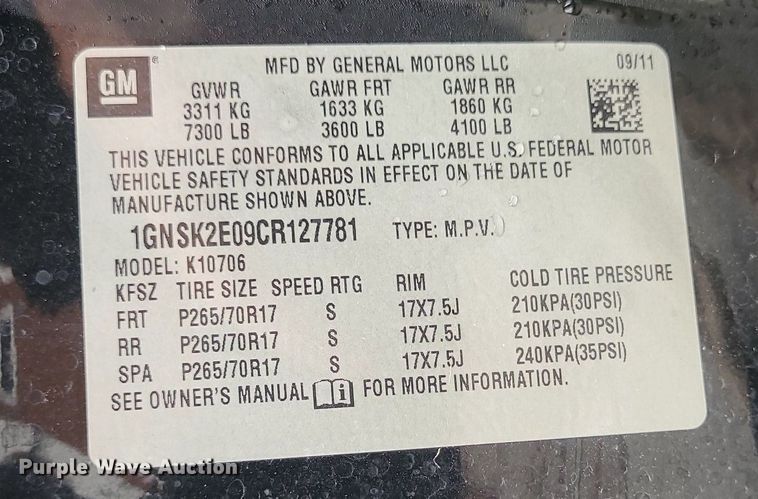 GM ®
MFD BY GENERAL MOTORS LLC 09/11
GVWR GAWR FRT GAWR RR
3311 KG 1633 KG 1860 KG
7300 LB 3600 LB 4100 LB
THIS VEHICLE CONFORMS TO ALL APPLICABLE U.S. FEDERAL MOTOR
VEHICLE SAFETY STANDARDS IN EFFECT ON THE DATE OF
MANUFACTURE SHOWN ABOVE.
1GNSK2E09CR127781 TYPE: M.P.V.
MODEL: K10706
KFSZ TIRE SIZE SPEED RTG RIM COLD TIRE PRESSURE
FRT P265/70R17 S 17X7.5J 210KPA(30PSI)
RR P265/70R17 S 17X7.5J 210KPA(30PSI)
SPA P265/70R17 S 17X7.5J 240KPA(35PSI)
SEE OWNER'S MANUAL i FOR MORE INFORMATION.
Purple Wave Auction